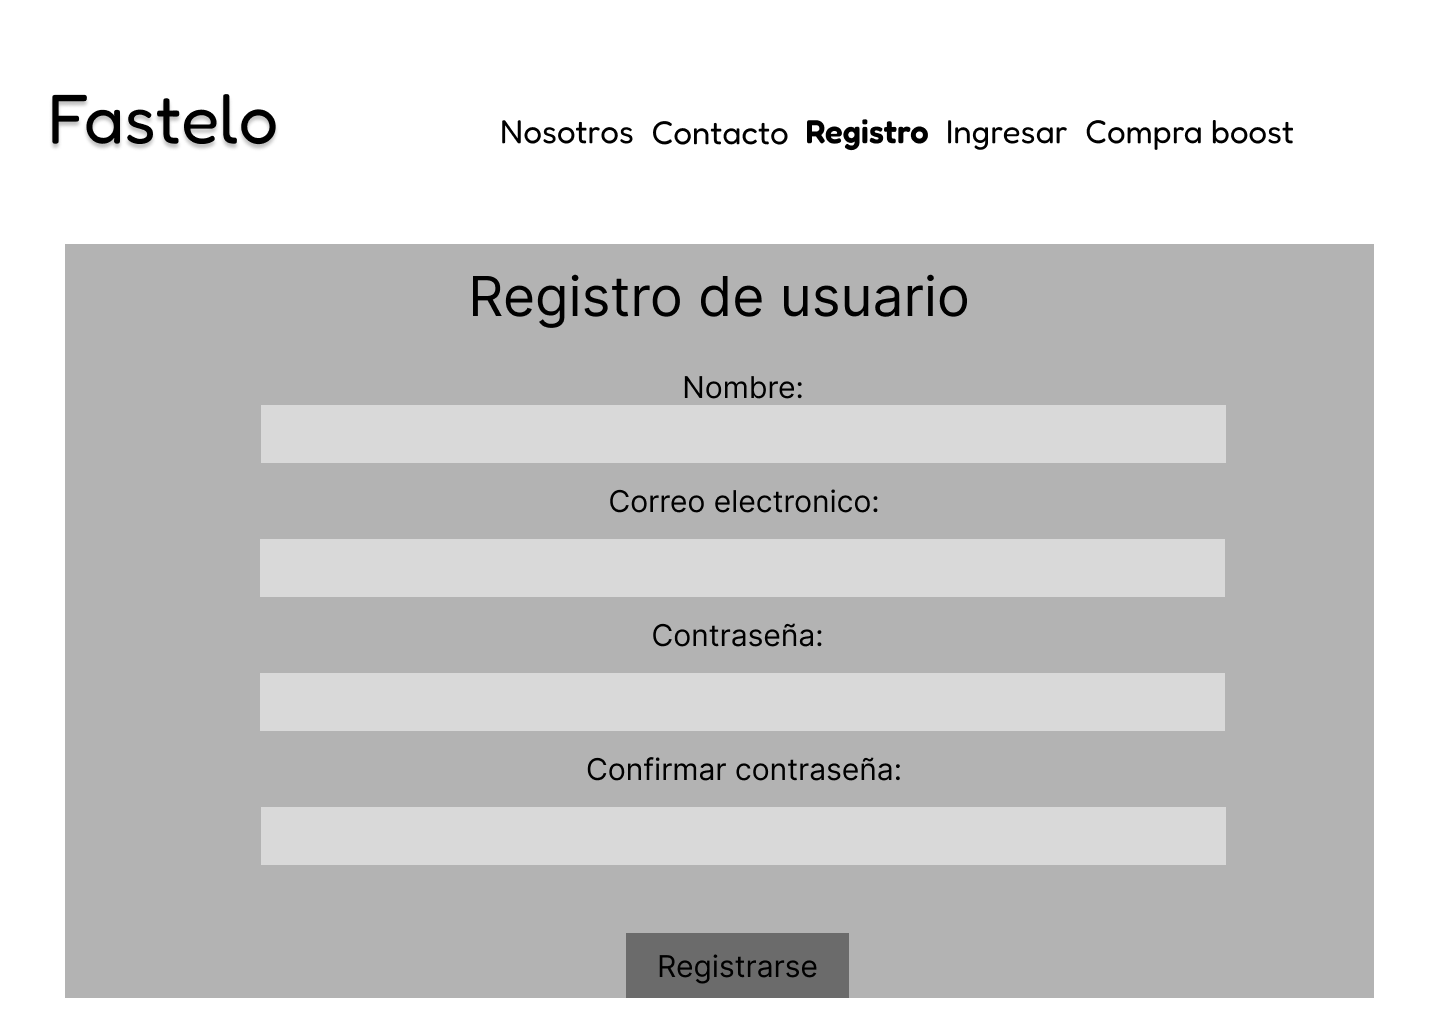 Fastelo
Nosotros Contacto Registro Ingresar Compra boost
Registro de usuario
Nombre:
Correo electronico:
Contraseña:
Confirmar contraseña:
Registrarse